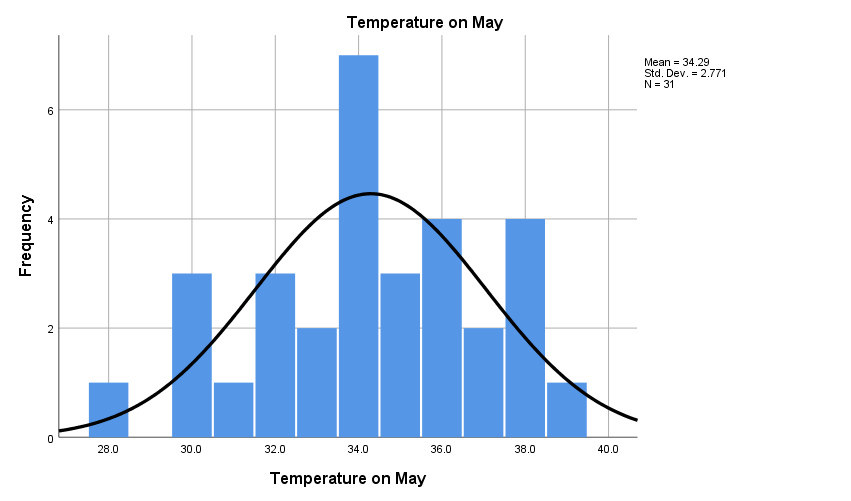 Temperature on May
Mean = 34.29
Std. Dev. = 2.771
N = 31
6
4
2
0
Frequency
28.0 30.0 32.0 34.0 36.0 38.0 40.0
Temperature on May